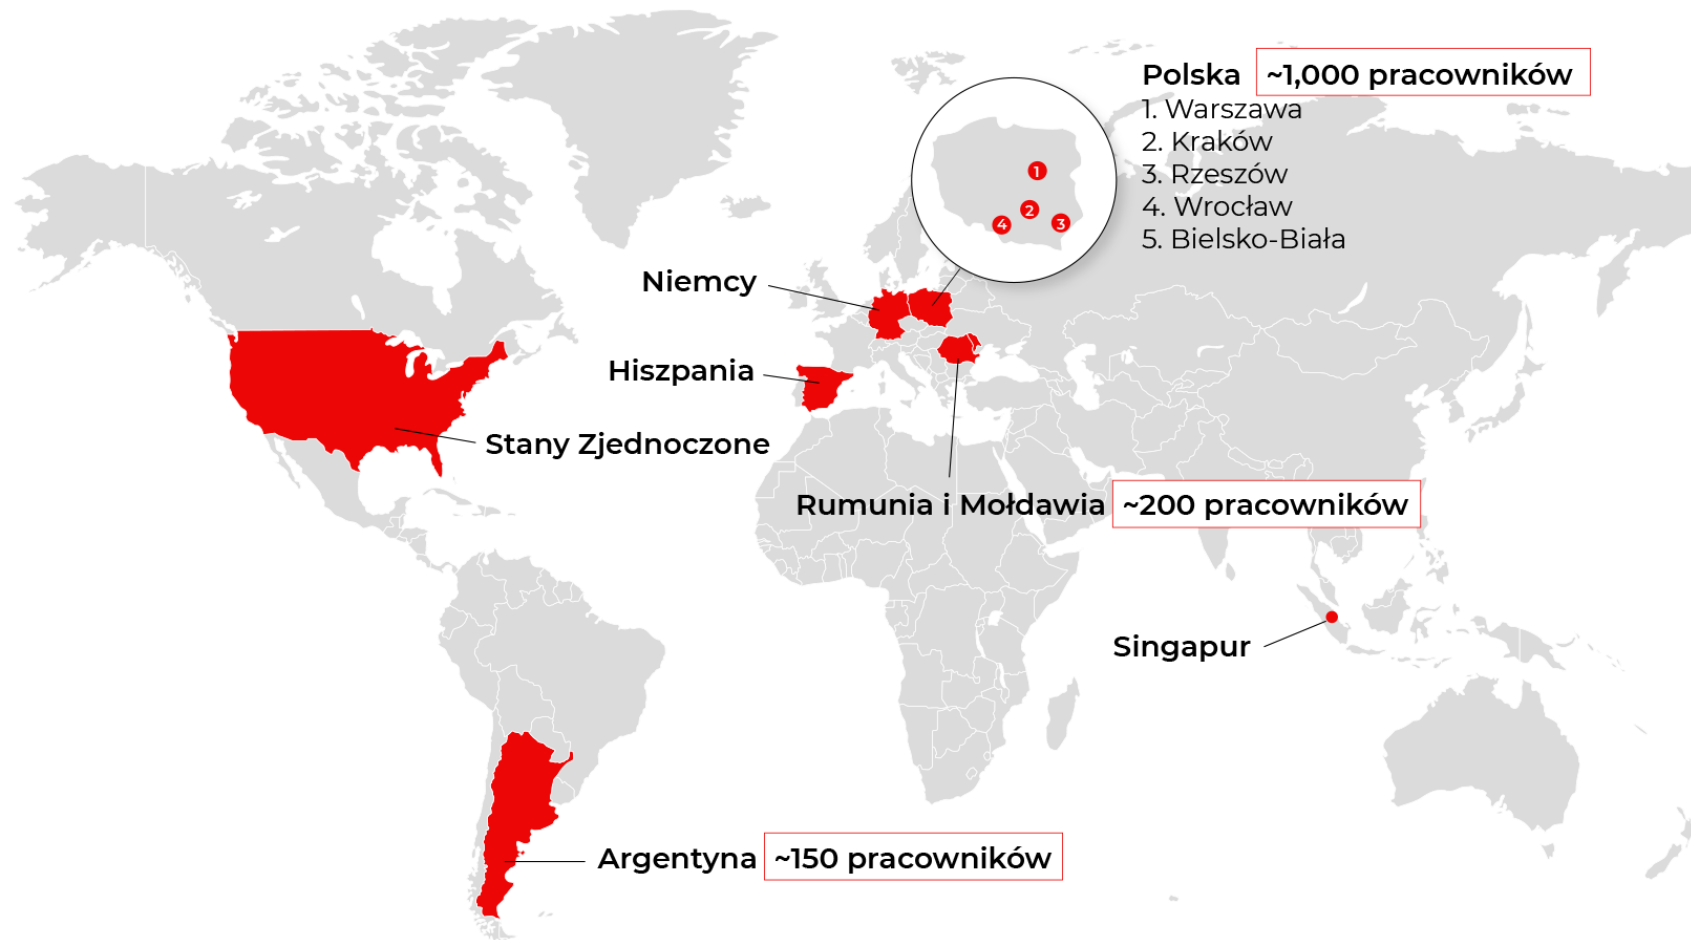 Polska ~1,000 pracowników
1. Warszawa
2. Kraków
3. Rzeszów
4. Wrocław
5. Bielsko-Biała
1
2
4
3
Niemcy
Hiszpania
Stany Zjednoczone
Rumunia i Mołdawia ~200 pracowników
Singapur
Argentyna ~150 pracowników